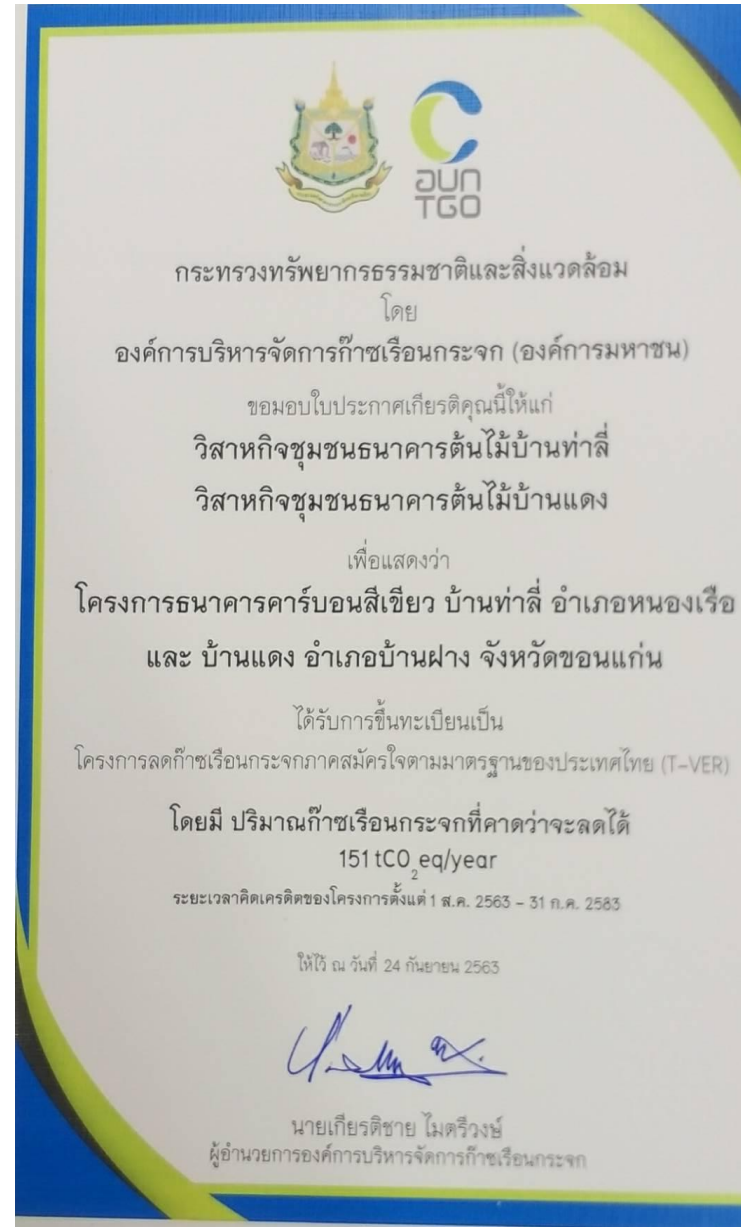 อบก
TGO
กระทรวงทรัพยากรธรรมชาติและสิ่งแวดล้อม
โดย
องค์การบริหารจัดการก๊าซเรือนกระจก (องค์การมหาชน)
ขอมอบใบประกาศเกียรติคุณนี้ให้แก่
วิสาหกิจชุมชนธนาคารต้นไม้บ้านท่าลี่
วิสาหกิจชุมชนธนาคารต้นไม้บ้านแดง
เพื่อแสดงว่า
โครงการธนาคารคาร์บอนสีเขียว บ้านท่าลี่ อำเภอหนองเรือ
และ บ้านแดง อำเภอบ้านฝาง จังหวัดขอนแก่น
ได้รับการขึ้นทะเบียนเป็น
โครงการลดก๊าซเรือนกระจกภาคสมัครใจตามมาตรฐานของประเทศไทย (T-VER)
โดยมี ปริมาณก๊าซเรือนกระจกที่คาดว่าจะลดได้
151 tCO₂eq/year
ระยะเวลาคิดเครดิตของโครงการตั้งแต่ 1 ส.ค. 2563 – 31 ก.ค. 2583
ให้ไว้ ณ วันที่ 24 กันยายน 2563
นายเกียรติชาย ไมตรีวงษ์
ผู้อำนวยการองค์การบริหารจัดการก๊าซเรือนกระจก